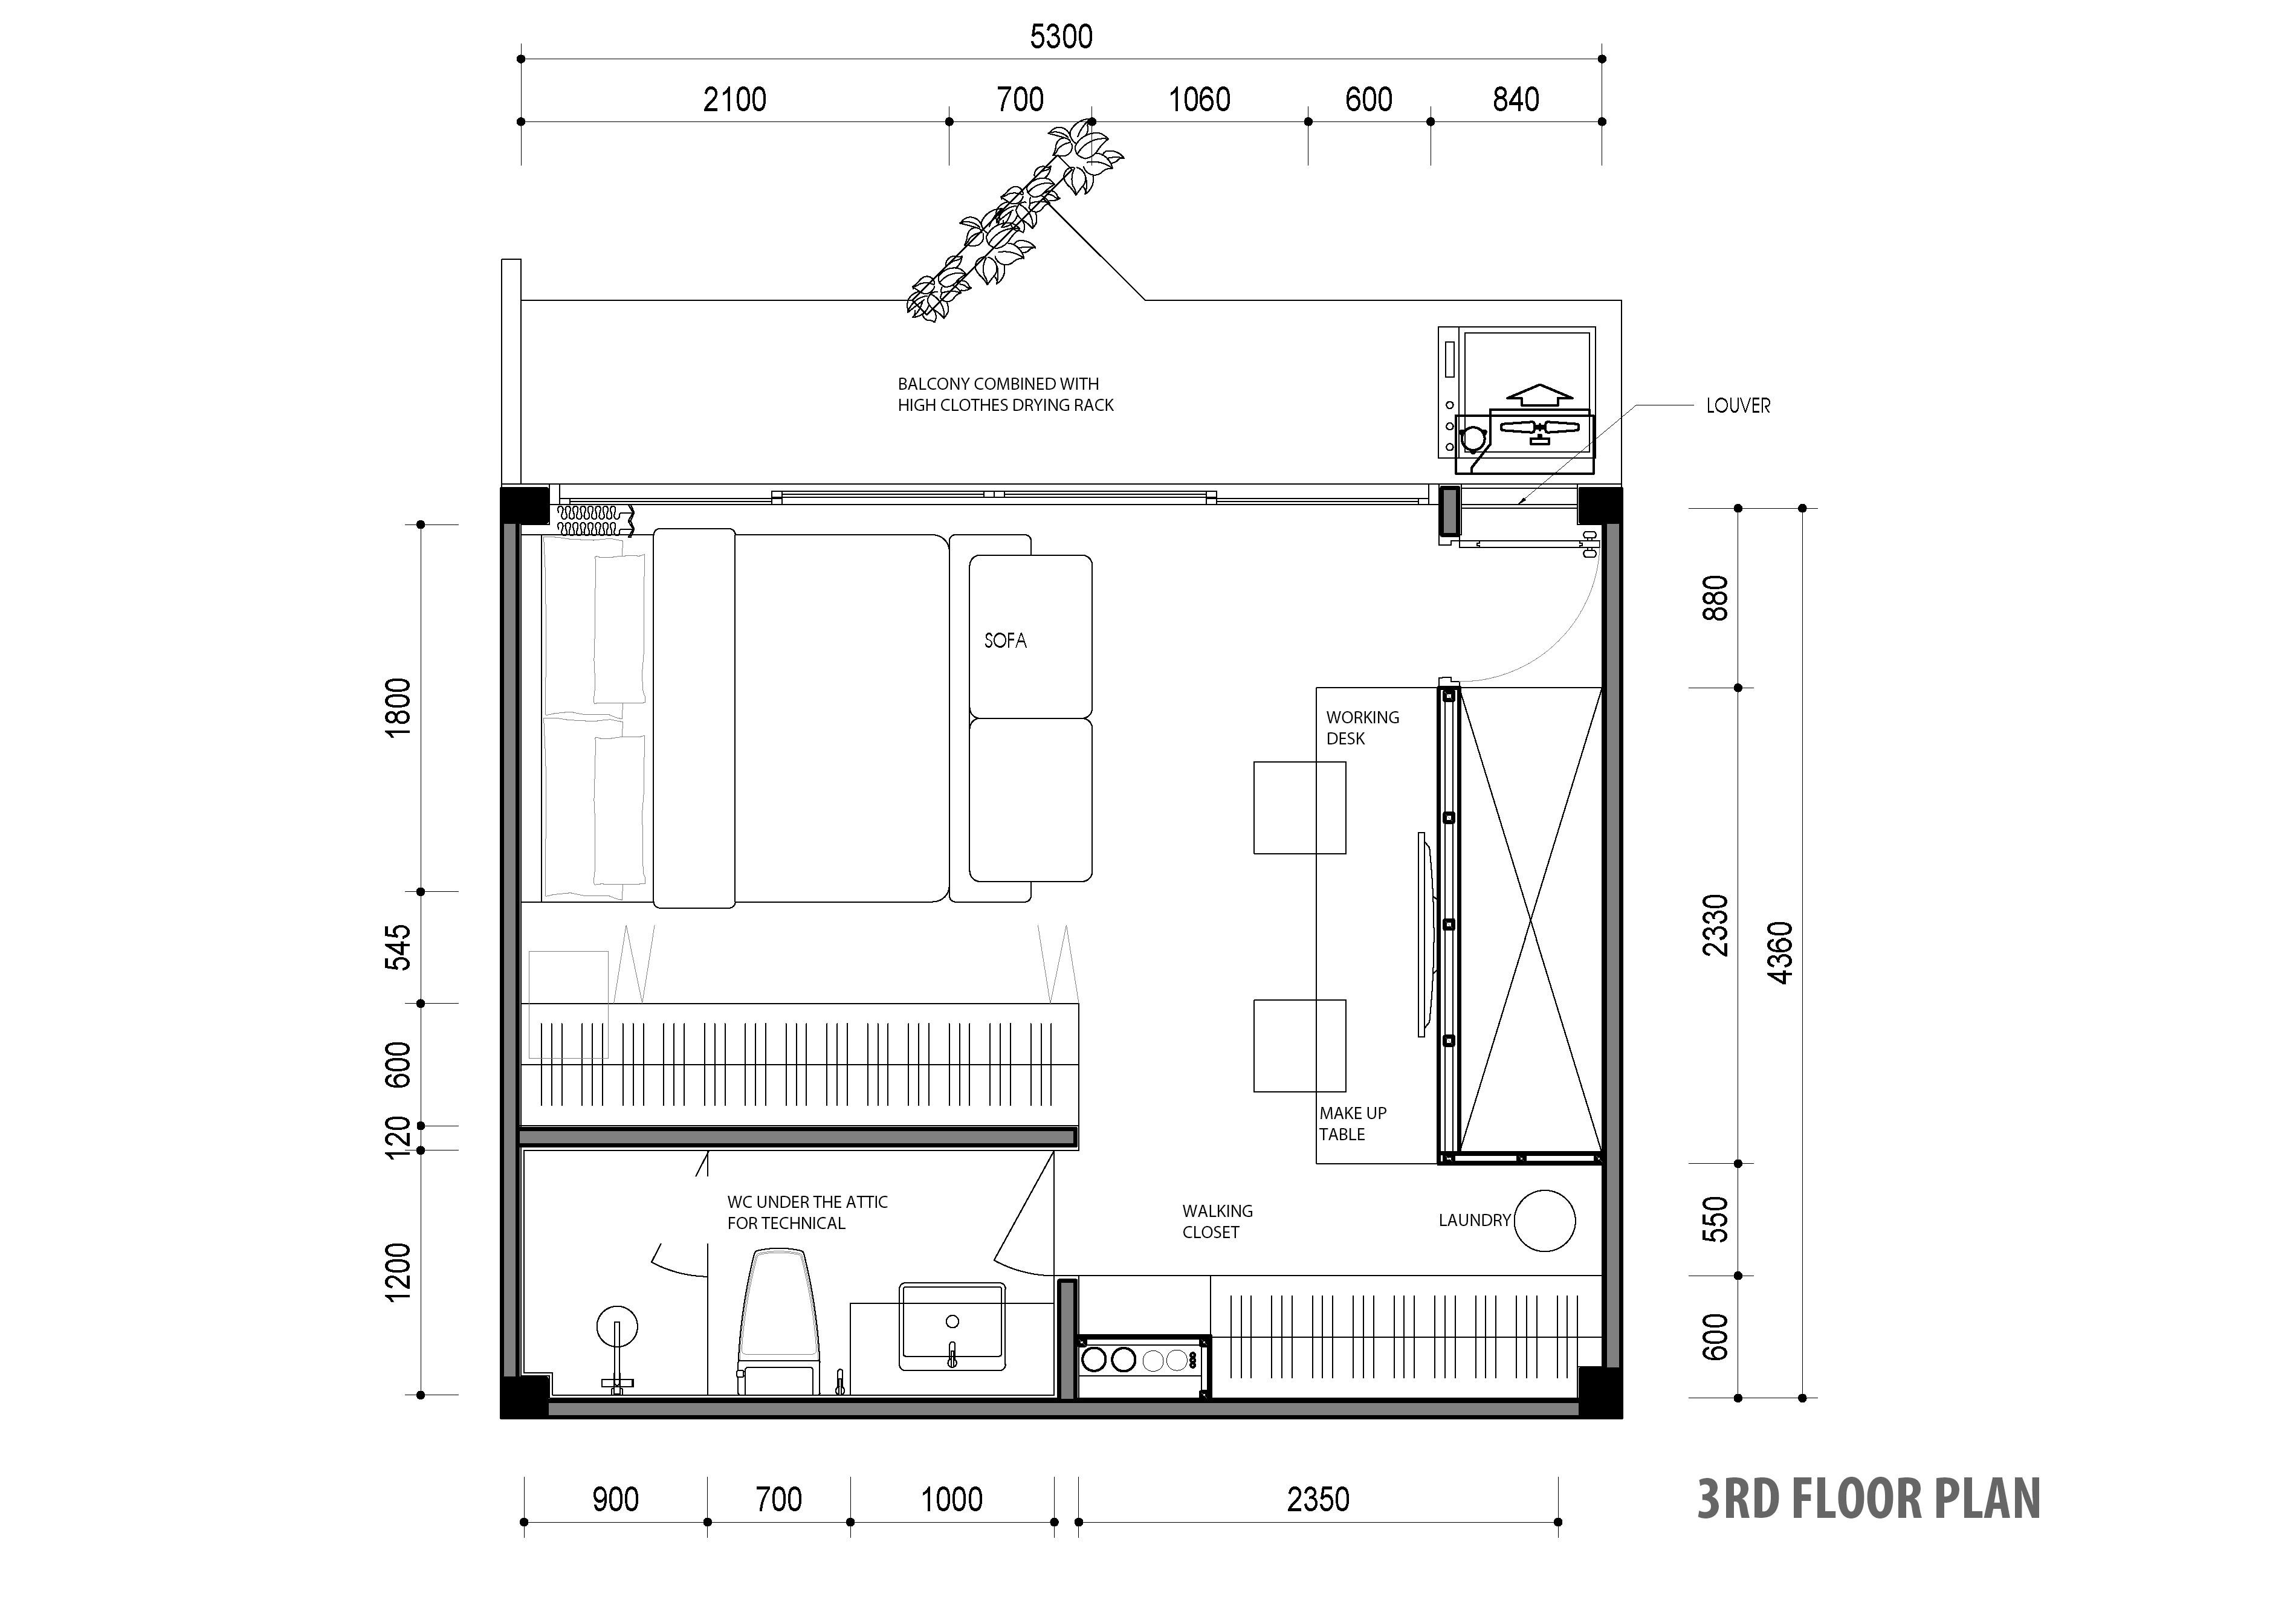 5300
2100 700 1060 600 840
BALCONY COMBINED WITH
HIGH CLOTHES DRYING RACK
LOUVER
SOFA
WORKING
DESK
MAKE UP
TABLE
WC UNDER THE ATTIC
FOR TECHNICAL
WALKING
CLOSET
LAUNDRY
1800
545
600
120
1200
880
2330
4360
550
600
900 700 1000 2350
3RD FLOOR PLAN